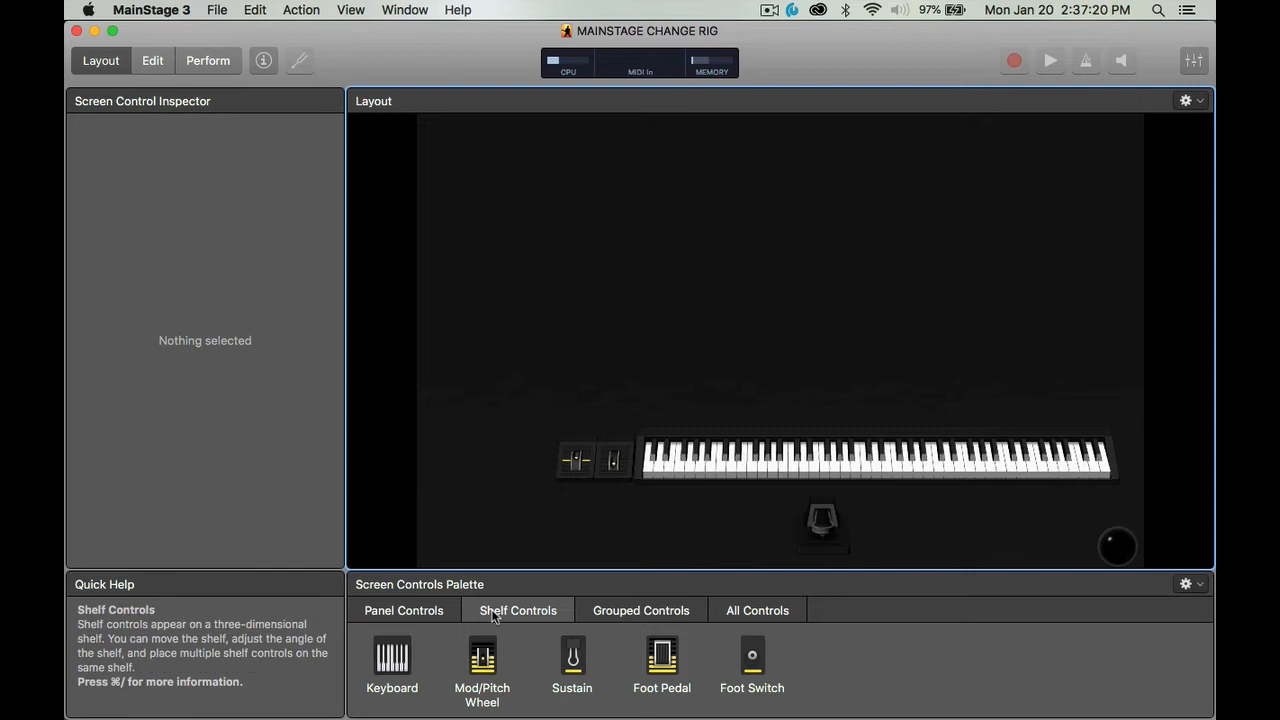 MainStage 3 File Edit Action View Window Help 97% Mon Jan 20 2:37:20 PM
MAINSTAGE CHANGE RIG
Layout Edit Perform
CPU MIDI In MEMORY
Screen Control Inspector
Layout
Nothing selected
Quick Help
Shelf Controls
Shelf controls appear on a three-dimensional
shelf. You can move the shelf, adjust the angle of
the shelf, and place multiple shelf controls on the
same shelf.
Press ⌘/ for more information.
Screen Controls Palette
Panel Controls Shelf Controls Grouped Controls All Controls
Keyboard
Mod/Pitch
Wheel
Sustain
Foot Pedal
Foot Switch